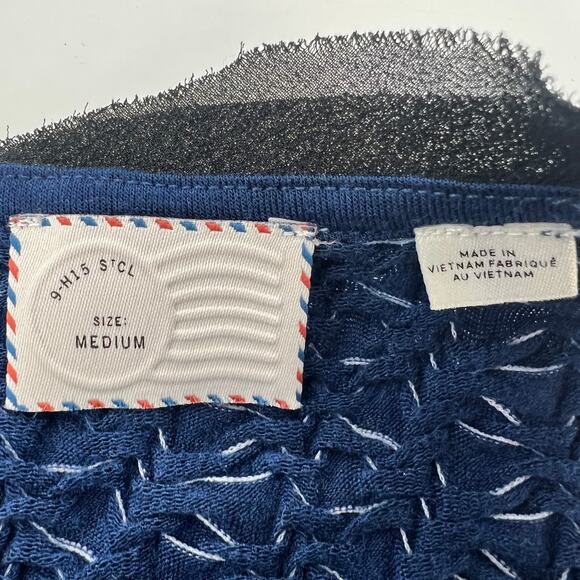 9-H15 STCL
SIZE:
MEDIUM
MADE IN
VIETNAM FABRIQUÉ
AU VIETNAM